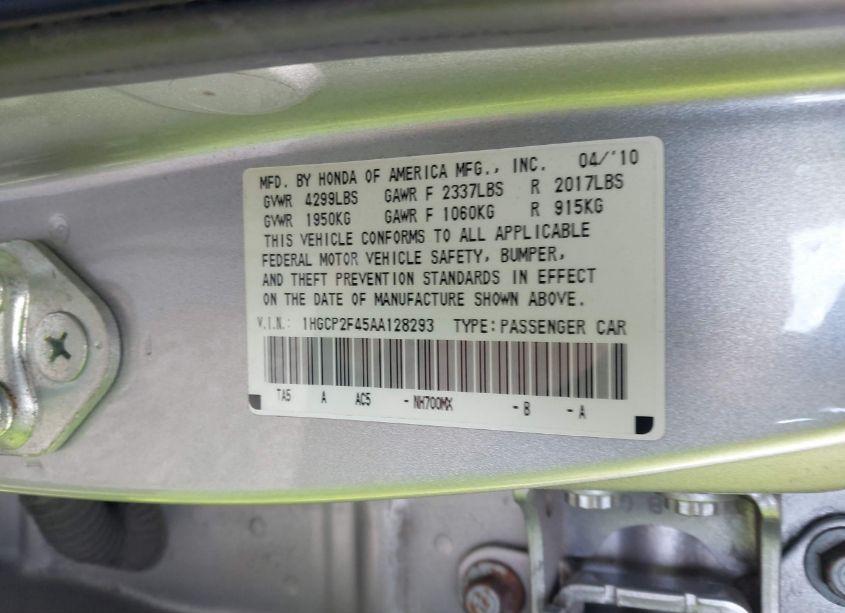 MFD. BY HONDA OF AMERICA MFG., INC. 04/'10
GVWR 4299LBS GAWR F 2337LBS R 2017LBS
GVWR 1950KG GAWR F 1060KG R 915KG
THIS VEHICLE CONFORMS TO ALL APPLICABLE
FEDERAL MOTOR VEHICLE SAFETY, BUMPER,
AND THEFT PREVENTION STANDARDS IN EFFECT
ON THE DATE OF MANUFACTURE SHOWN ABOVE.
V.I.N.: 1HGCP2F45AA128293 TYPE: PASSENGER CAR
TA5 A AC5 -NH700MX -B -A